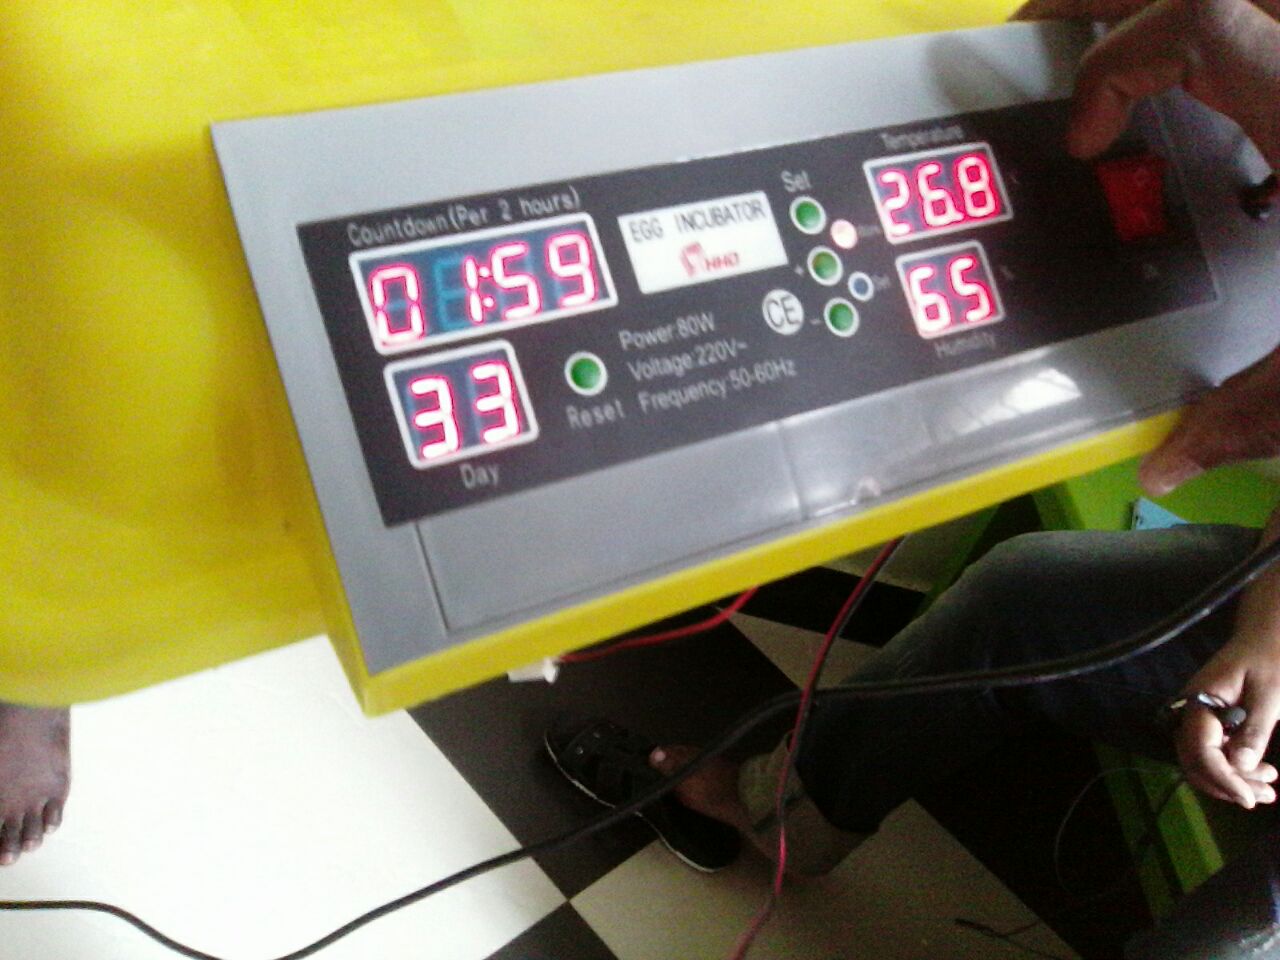 Countdown(Per 2 hours)
01:59
33
Day
Reset
EGG INCUBATOR
HHD
Power:80W
Voltage:220V~
Frequency:50-60Hz
CE
Set
+
-
Temperature
26.8
65
Humidity